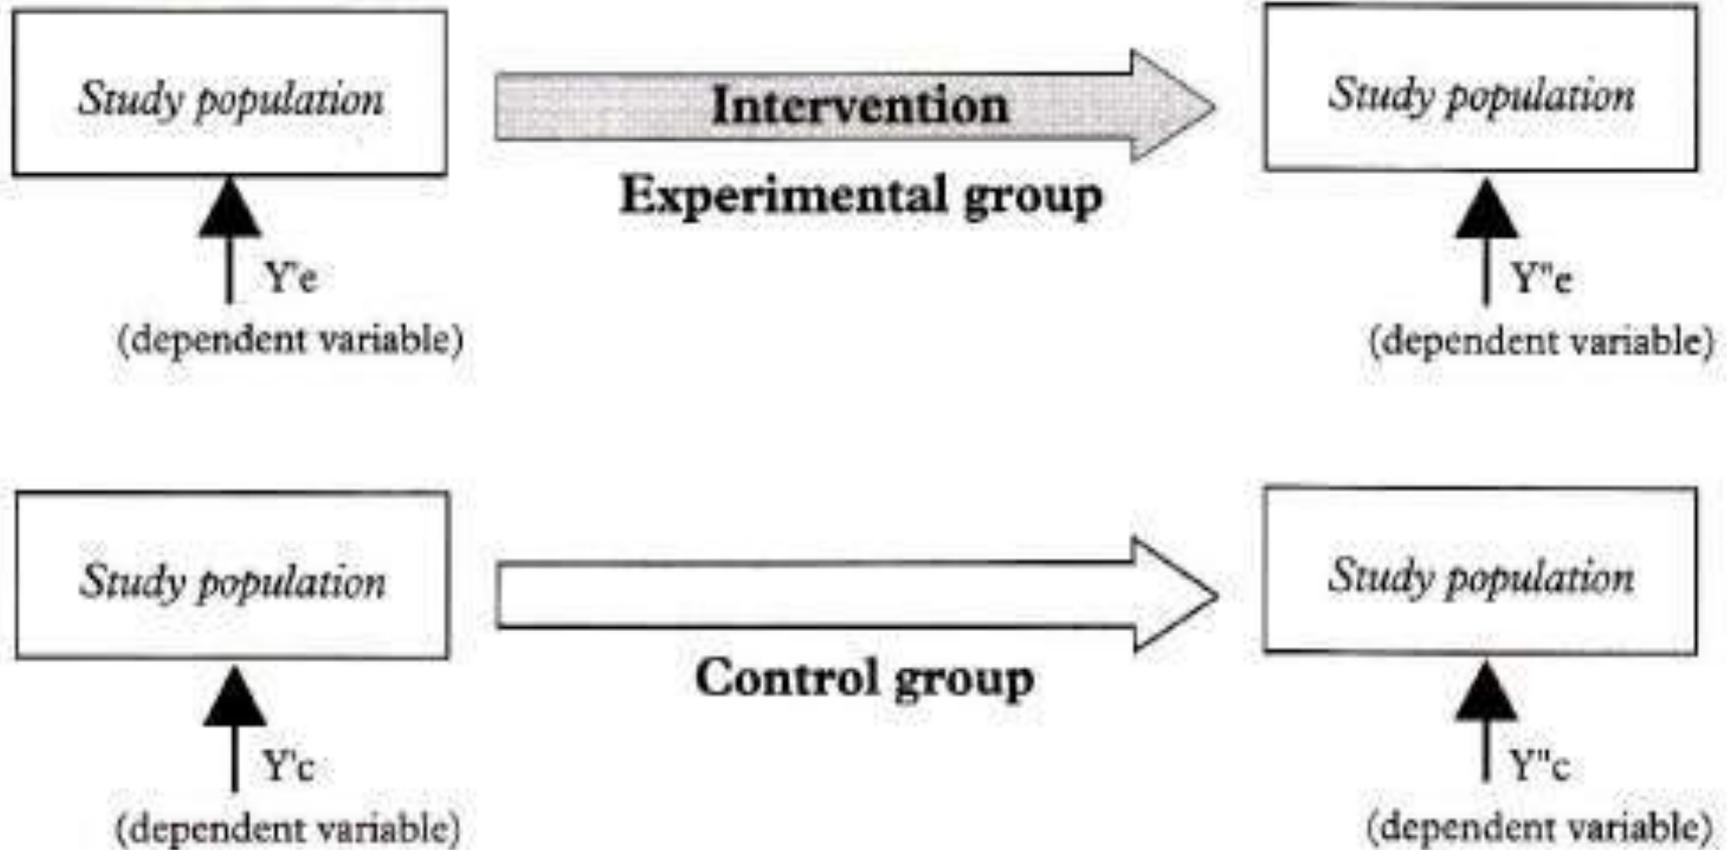 Study population
Intervention
Study population
Experimental group
Y'e
Y"e
(dependent variable)
(dependent variable)
Study population
Study population
Control group
Y'c
Y"c
(dependent variable)
(dependent variable)